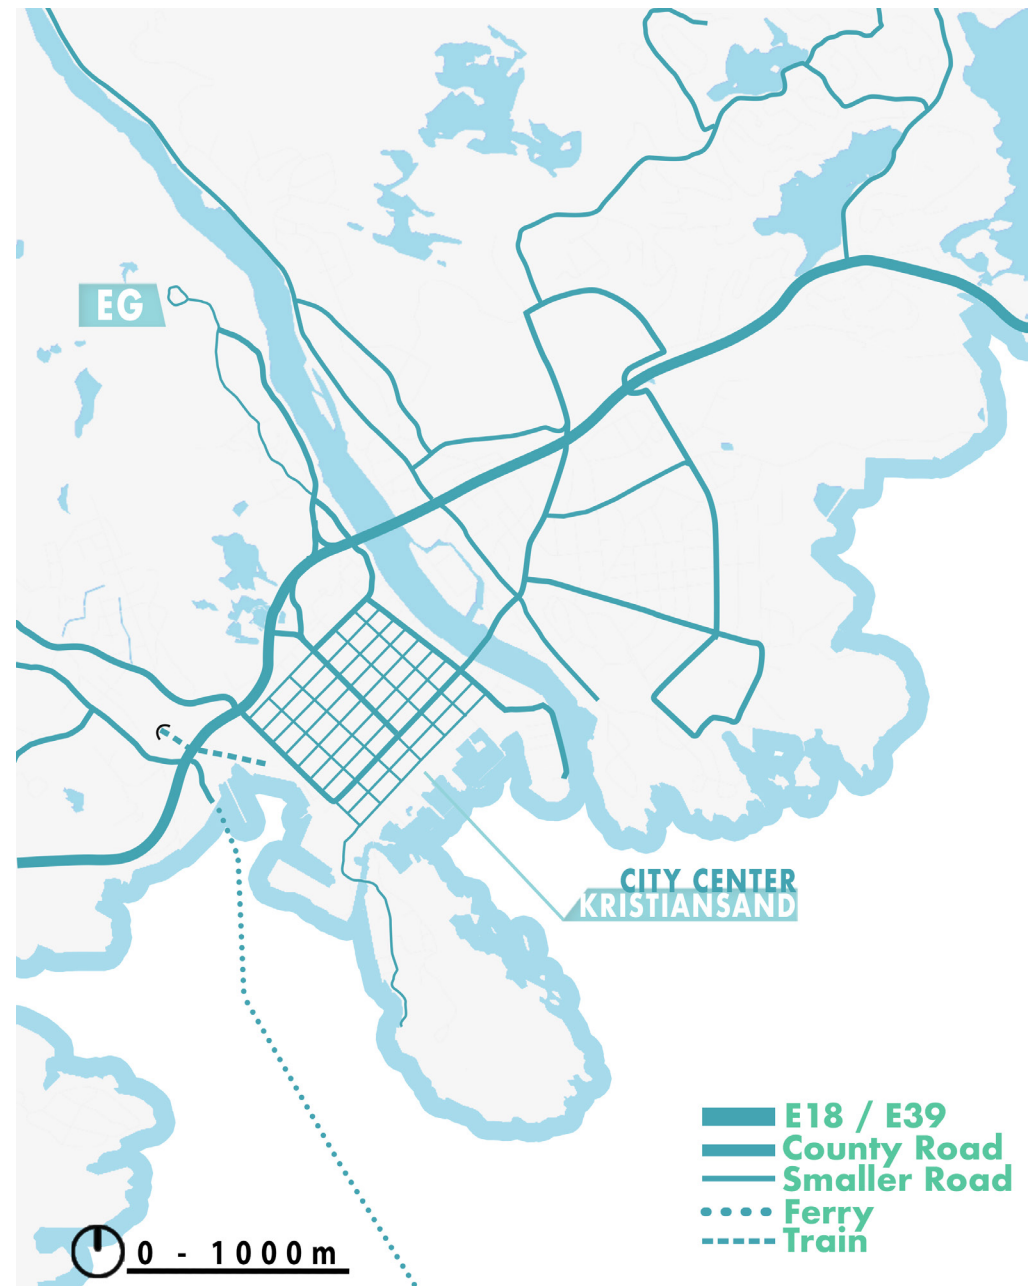 EG
CITY CENTER
KRISTIANSAND
E18 / E39
County Road
Smaller Road
Ferry
Train
0 - 1000m